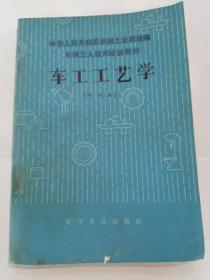 中华人民共和国机械工业部统编
机械工人技术培训教材
车工工艺学
科学普及出版社